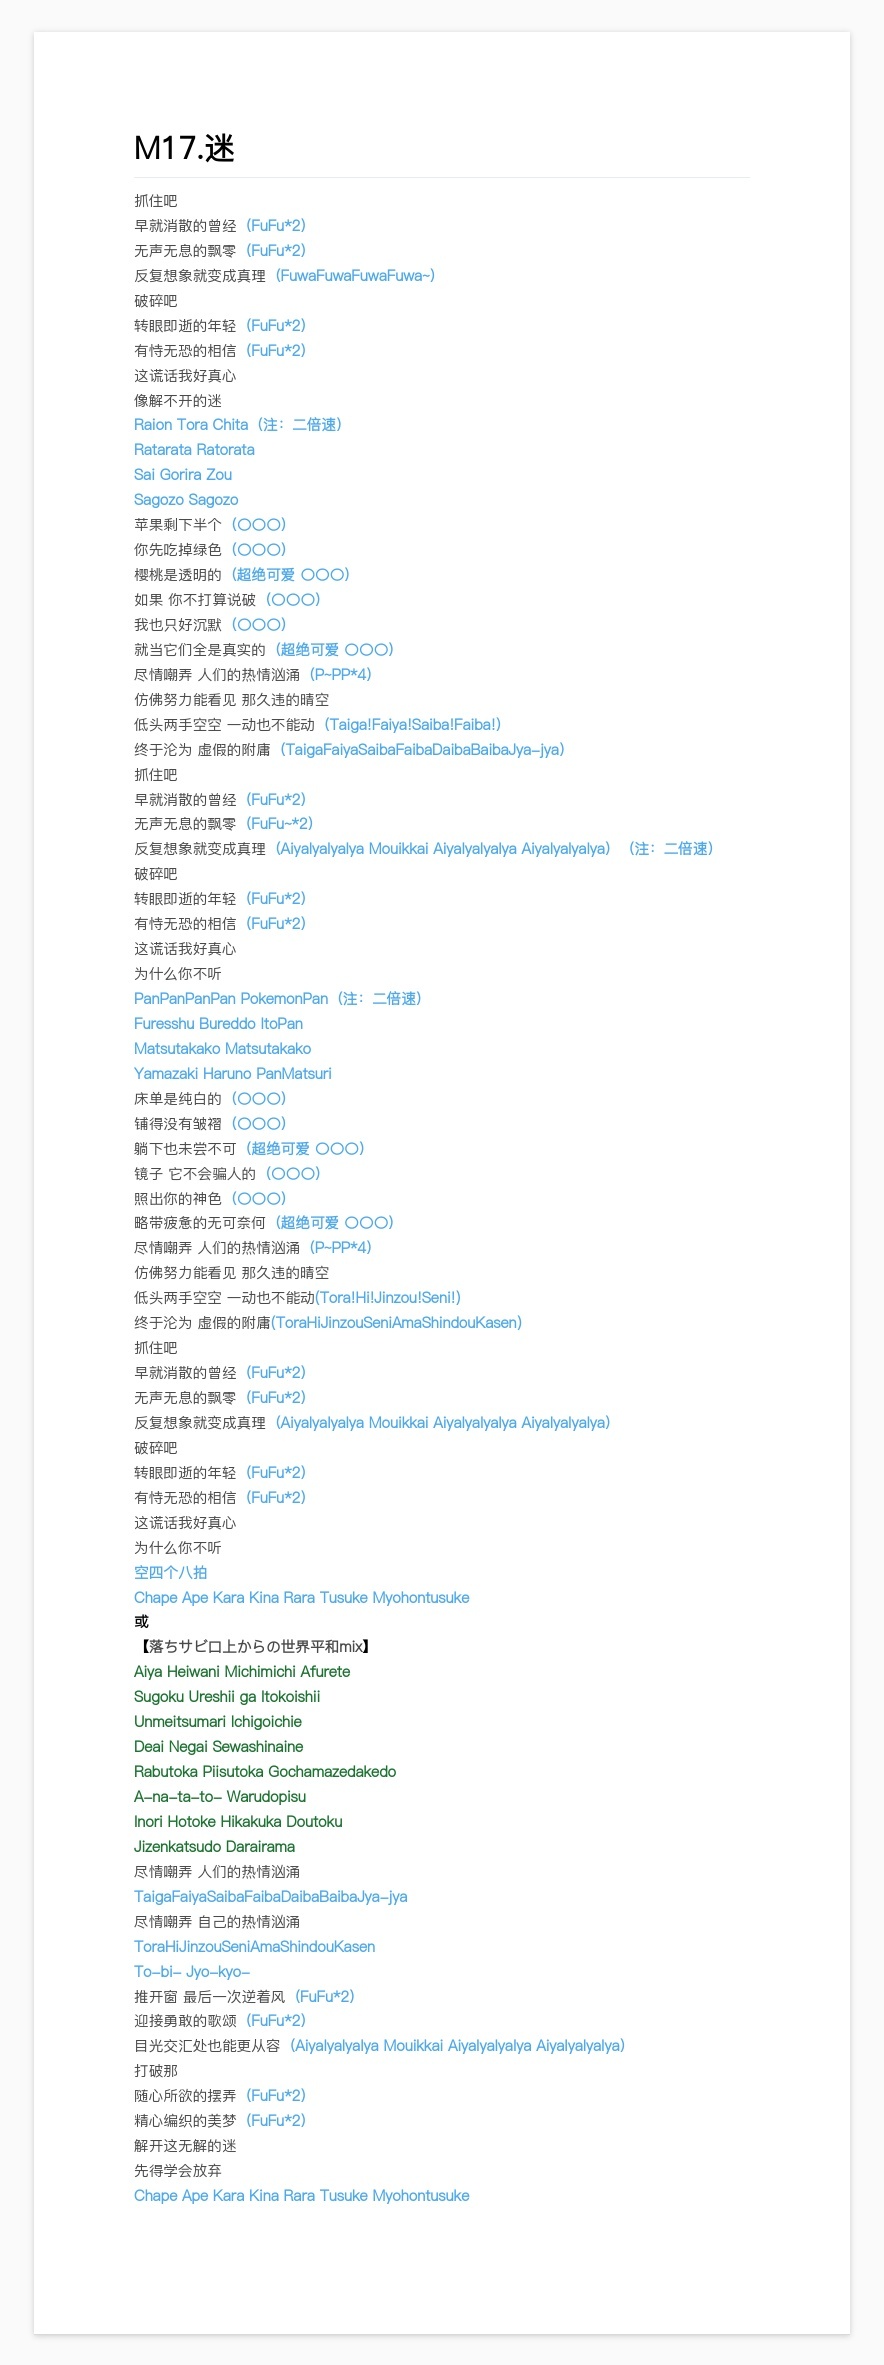 M17.迷
抓住吧
早就消散的曾经（FuFu*2）
无声无息的飘零（FuFu*2）
反复想象就变成真理（FuwaFuwaFuwaFuwa~）
破碎吧
转眼即逝的年轻（FuFu*2）
有恃无恐的相信（FuFu*2）
这谎话我好真心
像解不开的迷
Raion Tora Chita（注：二倍速）
Ratarata Ratorata
Sai Gorira Zou
Sagozo Sagozo
苹果剩下半个（〇〇〇）
你先吃掉绿色（〇〇〇）
樱桃是透明的（超绝可爱 〇〇〇）
如果 你不打算说破（〇〇〇）
我也只好沉默（〇〇〇）
就当它们全是真实的（超绝可爱 〇〇〇）
尽情嘲弄 人们的热情汹涌（P~PP*4）
仿佛努力能看见 那久违的晴空
低头两手空空 一动也不能动（Taiga!Faiya!Saiba!Faiba!）
终于沦为 虚假的附庸（TaigaFaiyaSaibaFaibaDaibaBaibaJya-jya）
抓住吧
早就消散的曾经（FuFu*2）
无声无息的飘零（FuFu~*2）
反复想象就变成真理（Aiyalyalyalya Mouikkai Aiyalyalyalya Aiyalyalyalya）（注：二倍速）
破碎吧
转眼即逝的年轻（FuFu*2）
有恃无恐的相信（FuFu*2）
这谎话我好真心
为什么你不听
PanPanPanPan PokemonPan（注：二倍速）
Furesshu Bureddo ItoPan
Matsutakako Matsutakako
Yamazaki Haruno PanMatsuri
床单是纯白的（〇〇〇）
铺得没有皱褶（〇〇〇）
躺下也未尝不可（超绝可爱 〇〇〇）
镜子 它不会骗人的（〇〇〇）
照出你的神色（〇〇〇）
略带疲惫的无可奈何（超绝可爱 〇〇〇）
尽情嘲弄 人们的热情汹涌（P~PP*4）
仿佛努力能看见 那久违的晴空
低头两手空空 一动也不能动(Tora!Hi!Jinzou!Seni!)
终于沦为 虚假的附庸(ToraHiJinzouSeniAmaShindouKasen)
抓住吧
早就消散的曾经（FuFu*2）
无声无息的飘零（FuFu*2）
反复想象就变成真理（Aiyalyalyalya Mouikkai Aiyalyalyalya Aiyalyalyalya）
破碎吧
转眼即逝的年轻（FuFu*2）
有恃无恐的相信（FuFu*2）
这谎话我好真心
为什么你不听
空四个八拍
Chape Ape Kara Kina Rara Tusuke Myohontusuke
或
【落ちサビ口上からの世界平和mix】
Aiya Heiwani Michimichi Afurete
Sugoku Ureshii ga Itokoishii
Unmeitsumari Ichigoichie
Deai Negai Sewashinaine
Rabutoka Piisutoka Gochamazedakedo
A-na-ta-to- Warudopisu
Inori Hotoke Hikakuka Doutoku
Jizenkatsudo Darairama
尽情嘲弄 人们的热情汹涌
TaigaFaiyaSaibaFaibaDaibaBaibaJya-jya
尽情嘲弄 自己的热情汹涌
ToraHiJinzouSeniAmaShindouKasen
To-bi- Jyo-kyo-
推开窗 最后一次逆着风（FuFu*2）
迎接勇敢的歌颂（FuFu*2）
目光交汇处也能更从容（Aiyalyalyalya Mouikkai Aiyalyalyalya Aiyalyalyalya）
打破那
随心所欲的摆弄（FuFu*2）
精心编织的美梦（FuFu*2）
解开这无解的迷
先得学会放弃
Chape Ape Kara Kina Rara Tusuke Myohontusuke